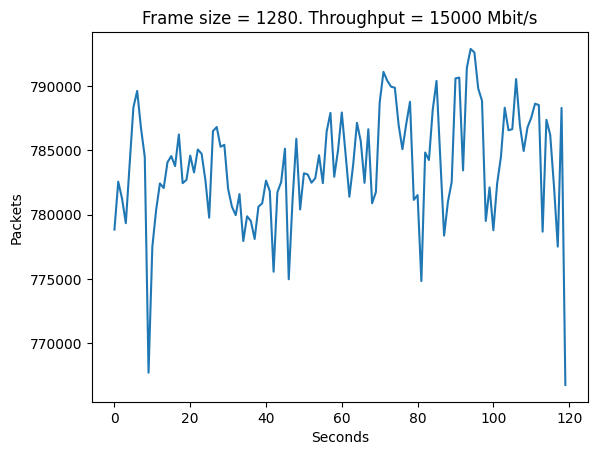 Frame size = 1280. Throughput = 15000 Mbit/s
790000
785000
780000
775000
770000
Packets
0 20 40 60 80 100 120
Seconds